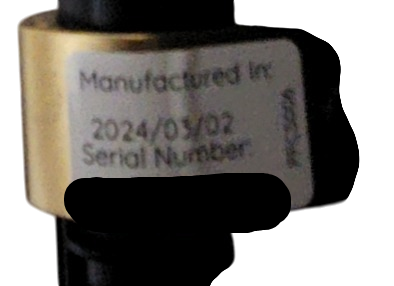 Manufactured In:
2024/03/02
Serial Number: